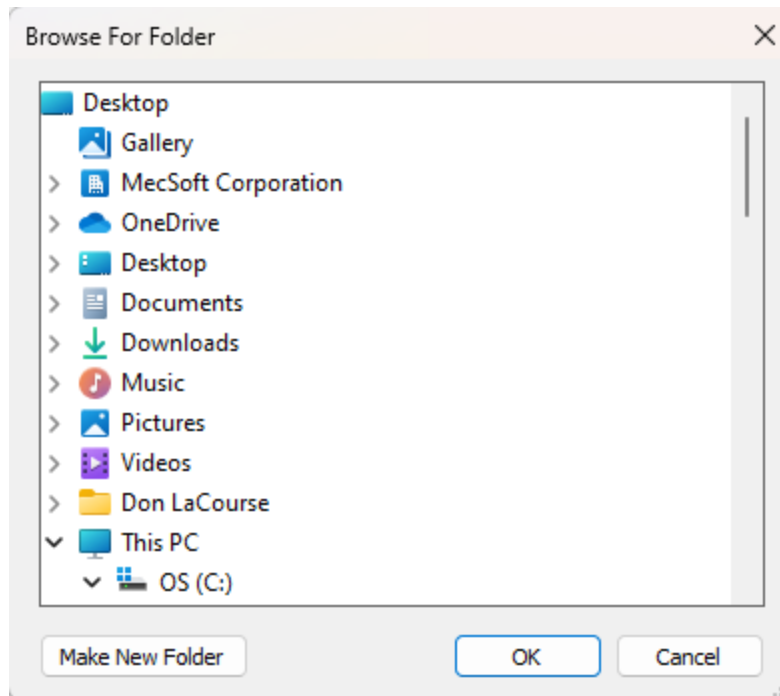 Browse For Folder
Desktop
Gallery
MecSoft Corporation
OneDrive
Desktop
Documents
Downloads
Music
Pictures
Videos
Don LaCourse
This PC
OS (C:)
Make New Folder OK Cancel